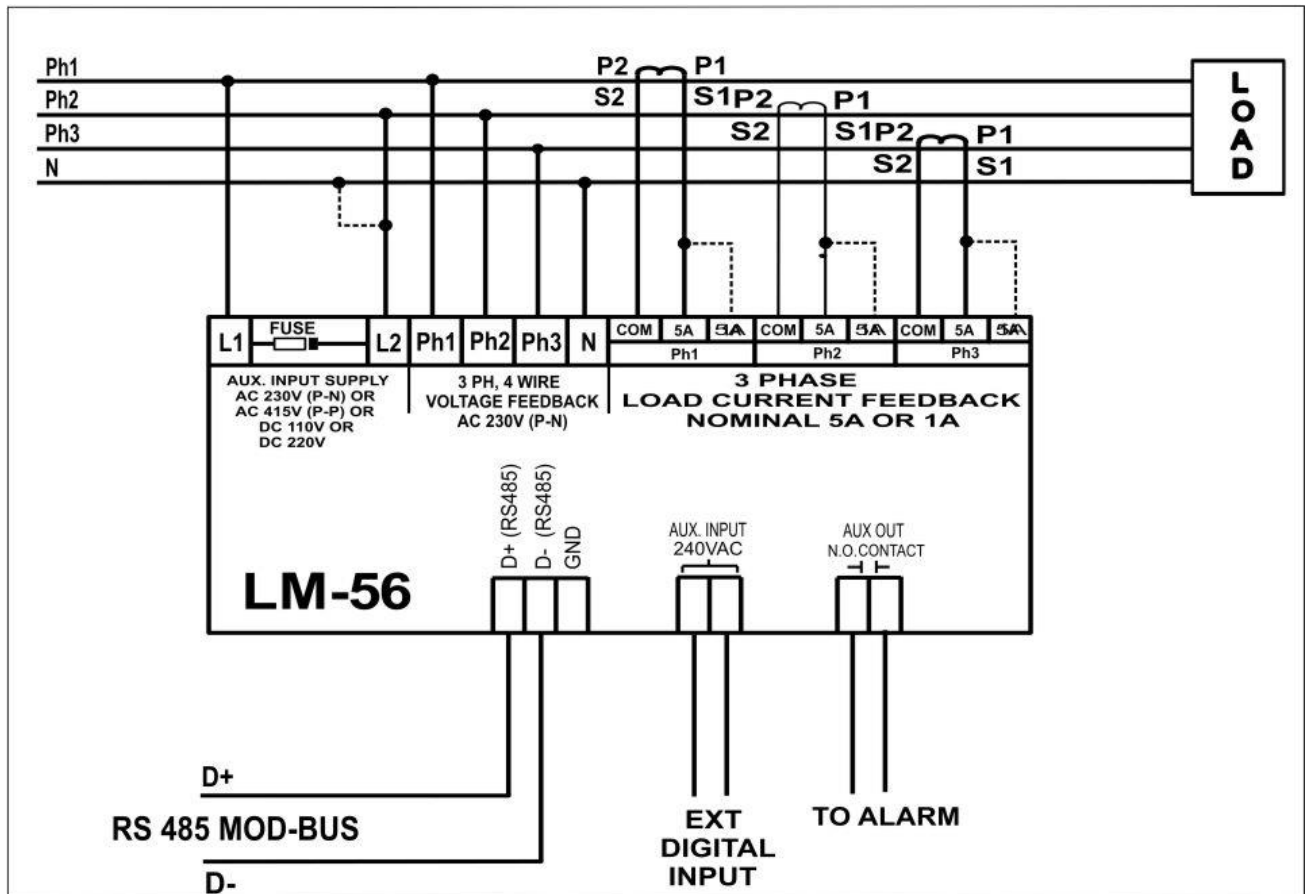 Ph1
Ph2
Ph3
N
P2 P1
S2 S1
P2 P1
S2 S1
P2 P1
S2 S1
LOAD
L1 FUSE L2 Ph1 Ph2 Ph3 N COM 5A COM 5A COM 5A
Ph1 Ph2 Ph3
AUX. INPUT SUPPLY
AC 230V (P-N) OR
AC 415V (P-P) OR
DC 110V OR
DC 220V
3 PH, 4 WIRE
VOLTAGE FEEDBACK
AC 230V (P-N)
3 PHASE
LOAD CURRENT FEEDBACK
NOMINAL 5A OR 1A
LM-56
D+ (RS485)
D- (RS485)
GND
AUX. INPUT
240VAC
AUX OUT
N.O.CONTACT
D+
RS 485 MOD-BUS
D-
EXT
DIGITAL
INPUT
TO ALARM